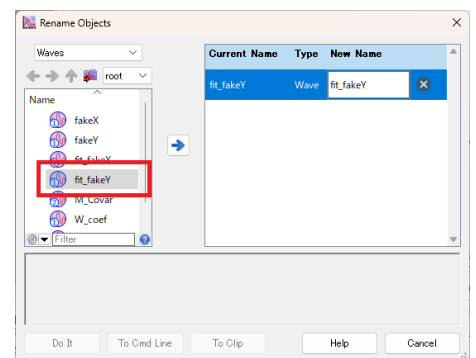 Rename Objects
Waves
root
Name
fakeX
fakeY
fit_fakeX
fit_fakeY
M_Covar
W_coef
Filter
Current Name Type New Name
fit_fakeY Wave fit_fakeY
Do It To Cmd Line To Clip Help Cancel